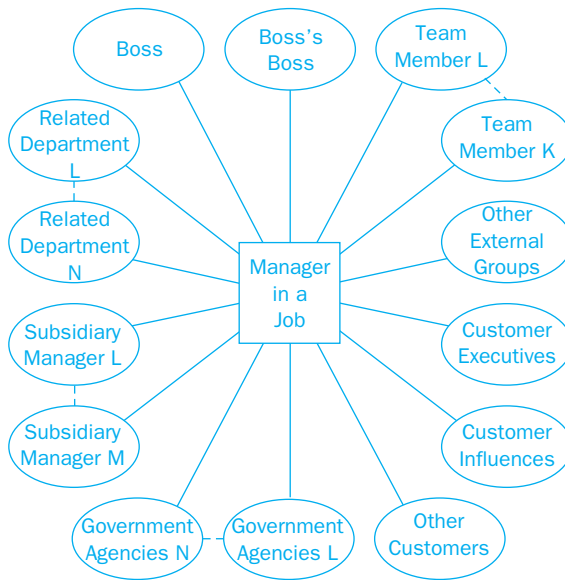 Boss
Boss's
Boss
Team
Member L
Related
Department
L
Team
Member K
Related
Department
N
Manager
in a
Job
Other
External
Groups
Subsidiary
Manager L
Customer
Executives
Subsidiary
Manager M
Customer
Influences
Government
Agencies N
Government
Agencies L
Other
Customers